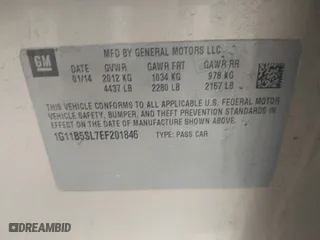 GM
MFD BY GENERAL MOTORS LLC
01/14 GVWR GAWR FRT GAWR RR
2012 KG 1034 KG 978 KG
4437 LB 2280 LB 2157 LB
THIS VEHICLE CONFORMS TO ALL APPLICABLE U.S. FEDERAL MOTOR
VEHICLE SAFETY, BUMPER, AND THEFT PREVENTION STANDARDS IN
EFFECT ON THE DATE OF MANUFACTURE SHOWN ABOVE.
1G11B5SL7EF201846 TYPE: PASS CAR
© AUTOBIDCAR